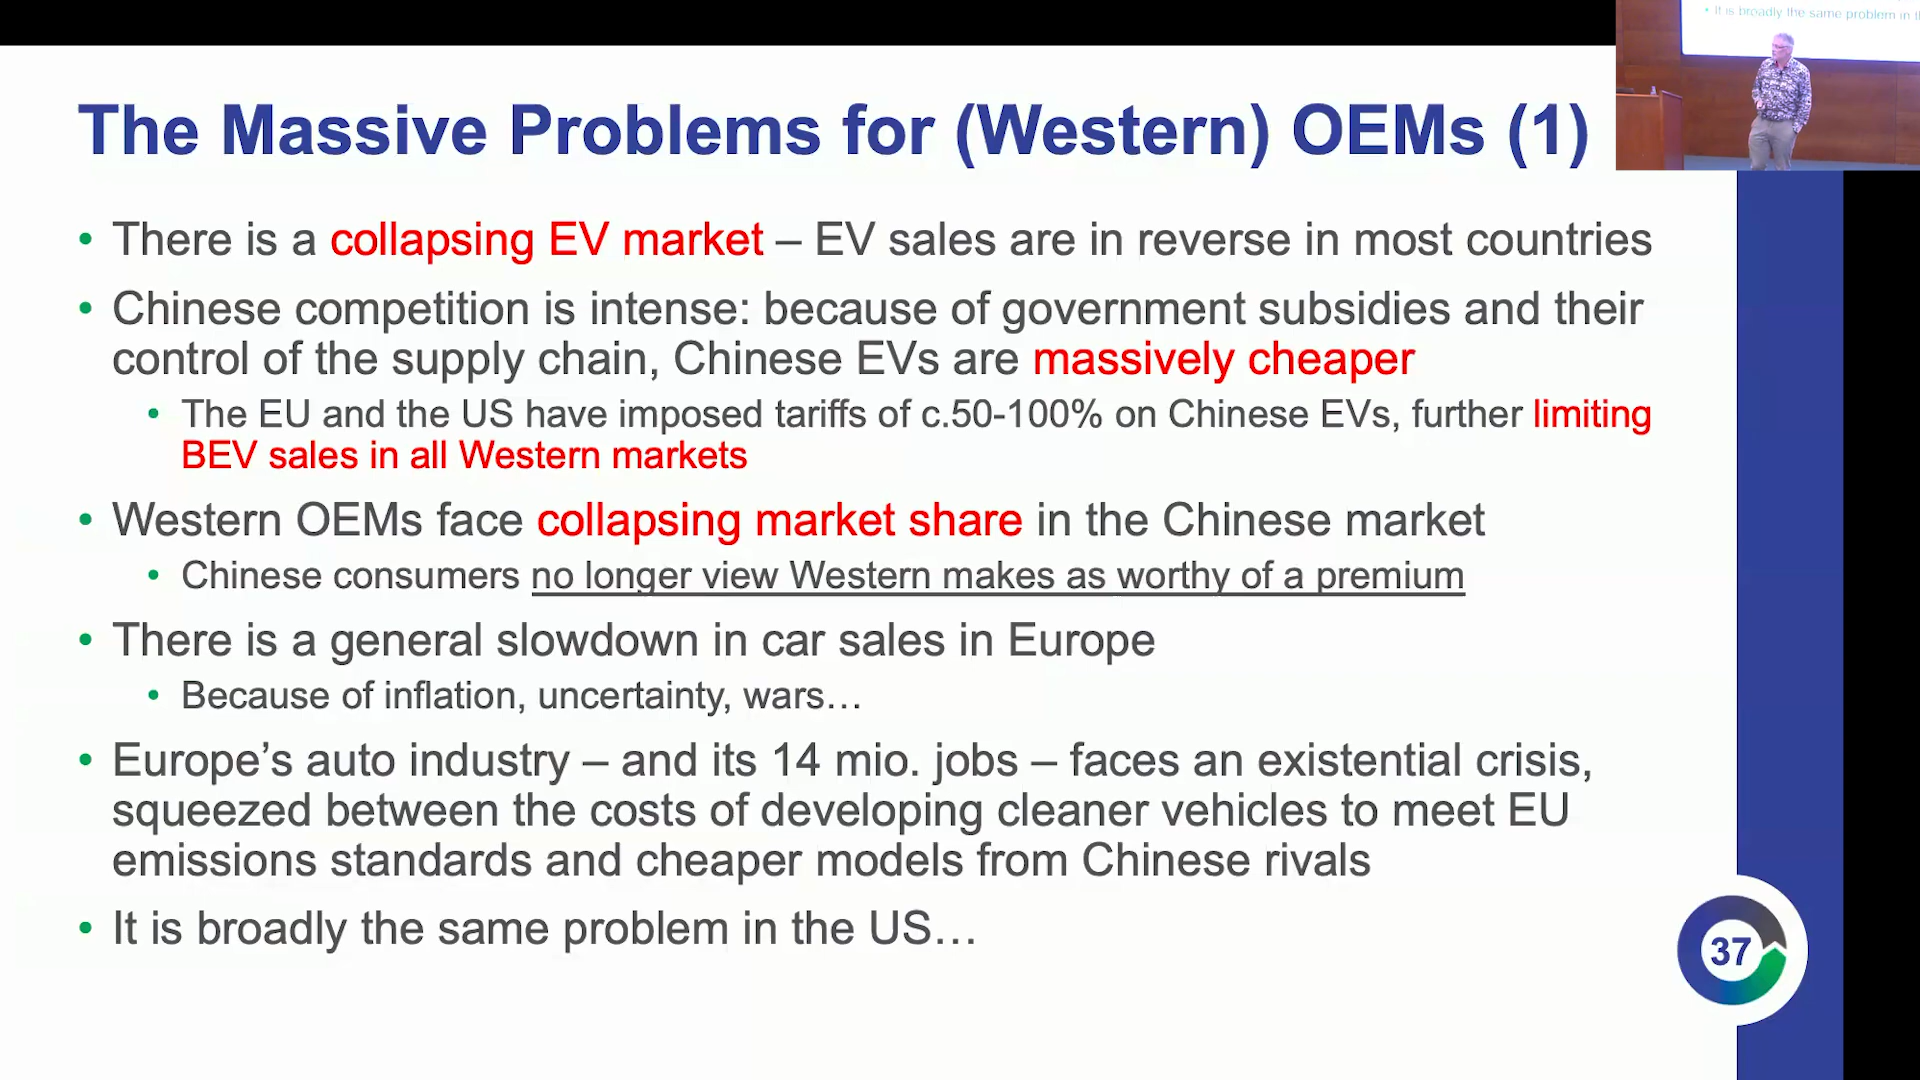 • It is broadly the same problem in
The Massive Problems for (Western) OEMs (1)
• There is a collapsing EV market – EV sales are in reverse in most countries
• Chinese competition is intense: because of government subsidies and their
control of the supply chain, Chinese EVs are massively cheaper
• The EU and the US have imposed tariffs of c.50-100% on Chinese EVs, further limiting
BEV sales in all Western markets
• Western OEMs face collapsing market share in the Chinese market
• Chinese consumers no longer view Western makes as worthy of a premium
• There is a general slowdown in car sales in Europe
• Because of inflation, uncertainty, wars…
• Europe’s auto industry – and its 14 mio. jobs – faces an existential crisis,
squeezed between the costs of developing cleaner vehicles to meet EU
emissions standards and cheaper models from Chinese rivals
• It is broadly the same problem in the US…
37